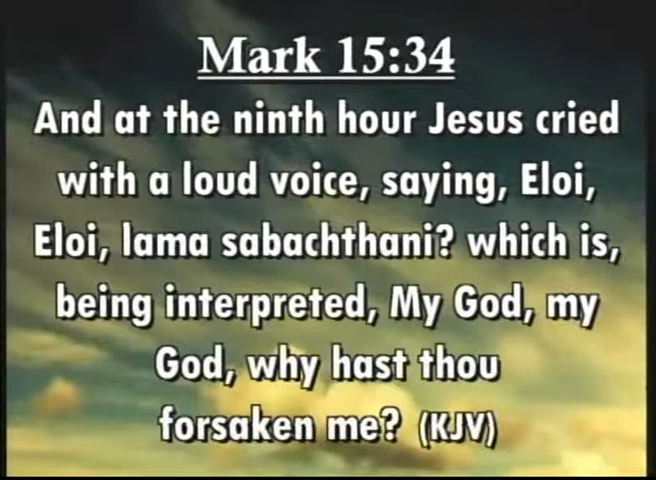 Mark 15:34
And at the ninth hour Jesus cried
with a loud voice, saying, Eloi,
Eloi, lama sabachthani? which is,
being interpreted, My God, my
God, why hast thou
forsaken me? (KJV)